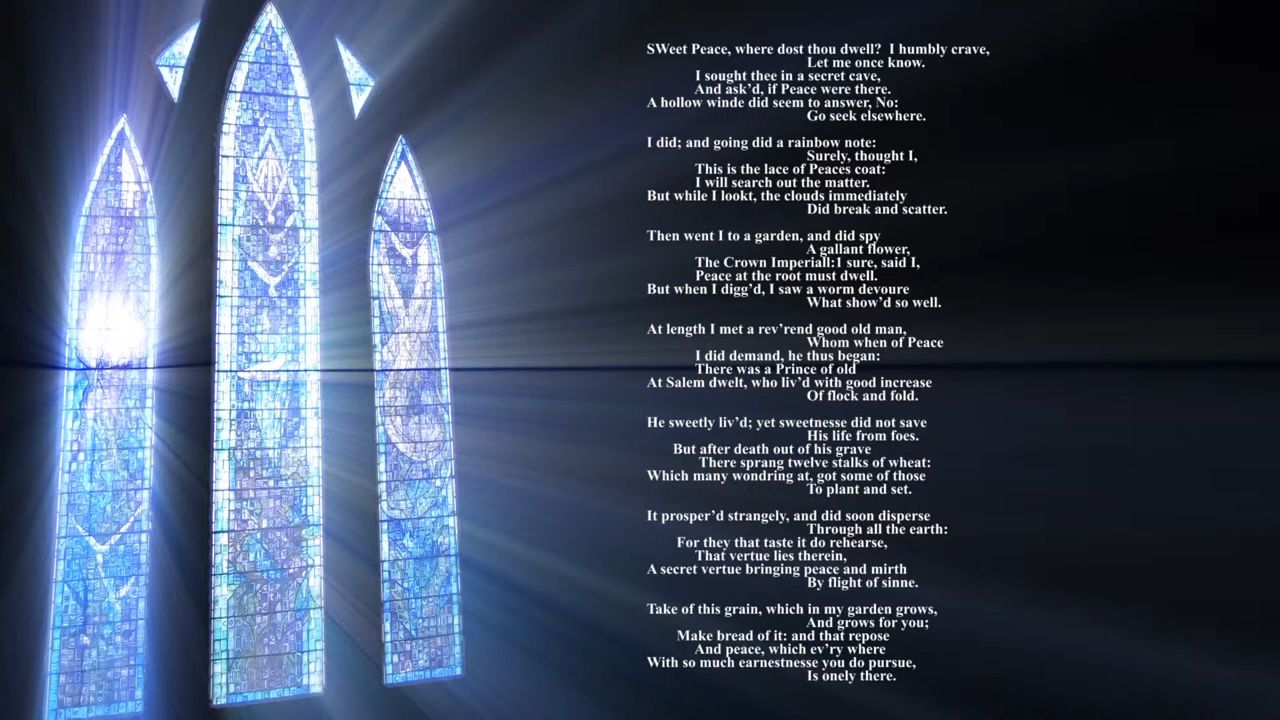 SWeet Peace, where dost thou dwell?  I humbly crave,
Let me once know.
I sought thee in a secret cave,
And ask’d, if Peace were there.
A hollow winde did seem to answer, No:
Go seek elsewhere.
I did; and going did a rainbow note:
Surely, thought I,
This is the lace of Peaces coat:
I will search out the matter.
But while I lookt, the clouds immediately
Did break and scatter.
Then went I to a garden, and did spy
A gallant flower,
The Crown Imperiall:I sure, said I,
Peace at the root must dwell.
But when I digg’d, I saw a worm devoure
What show’d so well.
At length I met a rev’rend good old man,
Whom when of Peace
I did demand, he thus began:
There was a Prince of old
At Salem dwelt, who liv’d with good increase
Of flock and fold.
He sweetly liv’d; yet sweetnesse did not save
His life from foes.
But after death out of his grave
There sprang twelve stalks of wheat:
Which many wondring at, got some of those
To plant and set.
It prosper’d strangely, and did soon disperse
Through all the earth:
For they that taste it do rehearse,
That vertue lies therein,
A secret vertue bringing peace and mirth
By flight of sinne.
Take of this grain, which in my garden grows,
And grows for you;
Make bread of it: and that repose
And peace, which ev’ry where
With so much earnestnesse you do pursue,
Is onely there.